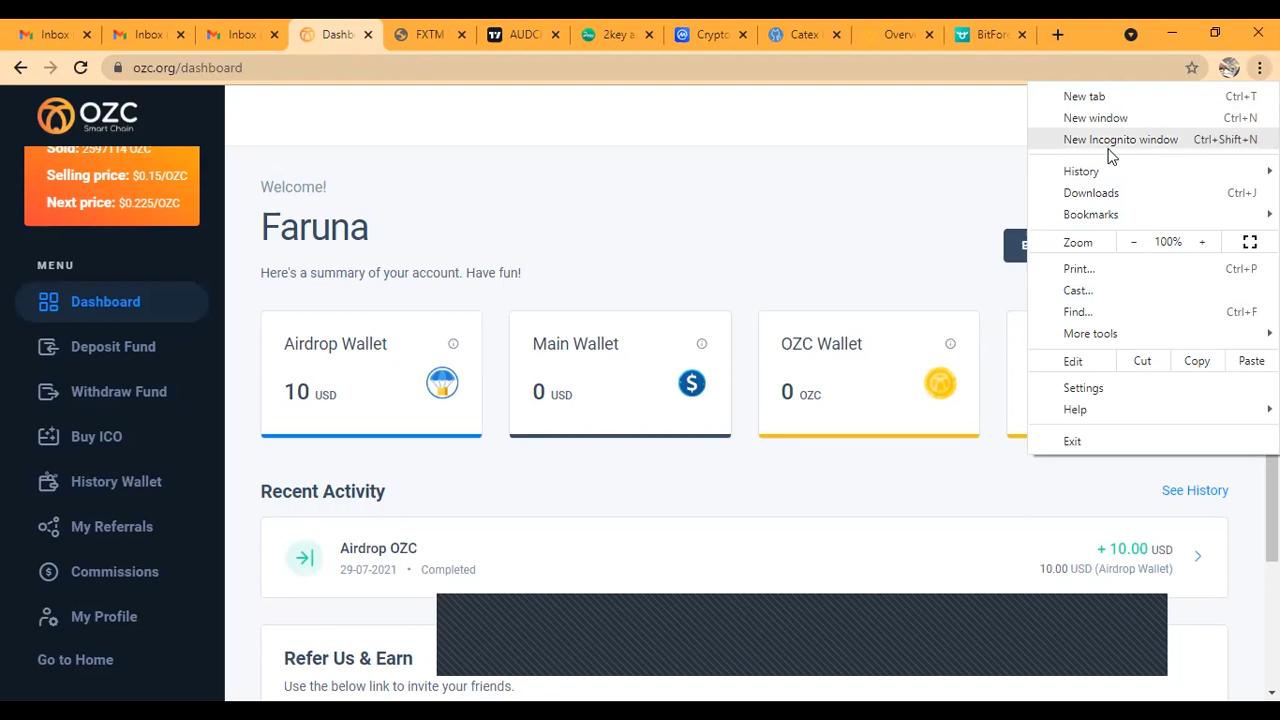 Inbox
Inbox
Inbox
Dashb
FXTM
AUDC
2key a
Crypto
Catex
Overv
BitFor
ozc.org/dashboard
OZC
Smart Chain
Sold: 2597114 OZC
Selling price: $0.15/OZC
Next price: $0.225/OZC
MENU
Dashboard
Deposit Fund
Withdraw Fund
Buy ICO
History Wallet
My Referrals
Commissions
My Profile
Go to Home
Welcome!
Faruna
Here's a summary of your account. Have fun!
Airdrop Wallet
10 USD
Main Wallet
0 USD
OZC Wallet
0 OZC
Recent Activity
See History
Airdrop OZC
29-07-2021 • Completed
+ 10.00 USD
10.00 USD (Airdrop Wallet)
Refer Us & Earn
Use the below link to invite your friends.
New tab Ctrl+T
New window Ctrl+N
New Incognito window Ctrl+Shift+N
History
Downloads Ctrl+J
Bookmarks
Zoom - 100% +
Print... Ctrl+P
Cast...
Find... Ctrl+F
More tools
Edit Cut Copy Paste
Settings
Help
Exit